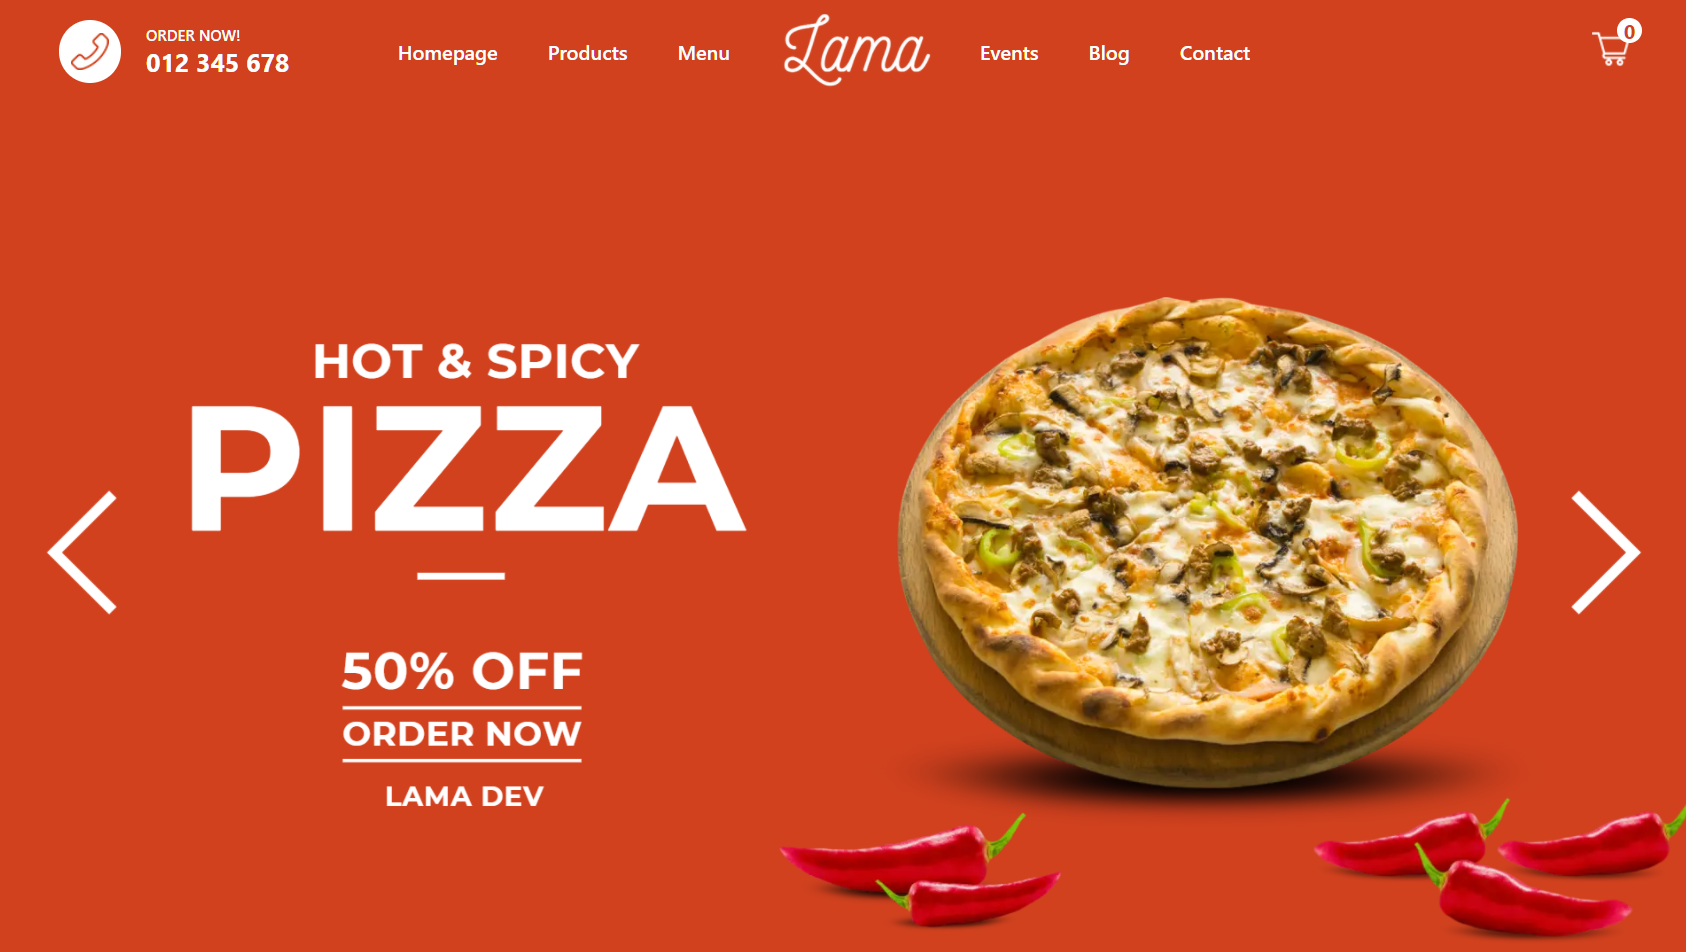 ORDER NOW!
012 345 678
Homepage
Products
Menu
Lama
Events
Blog
Contact
0
HOT & SPICY
PIZZA
50% OFF
ORDER NOW
LAMA DEV